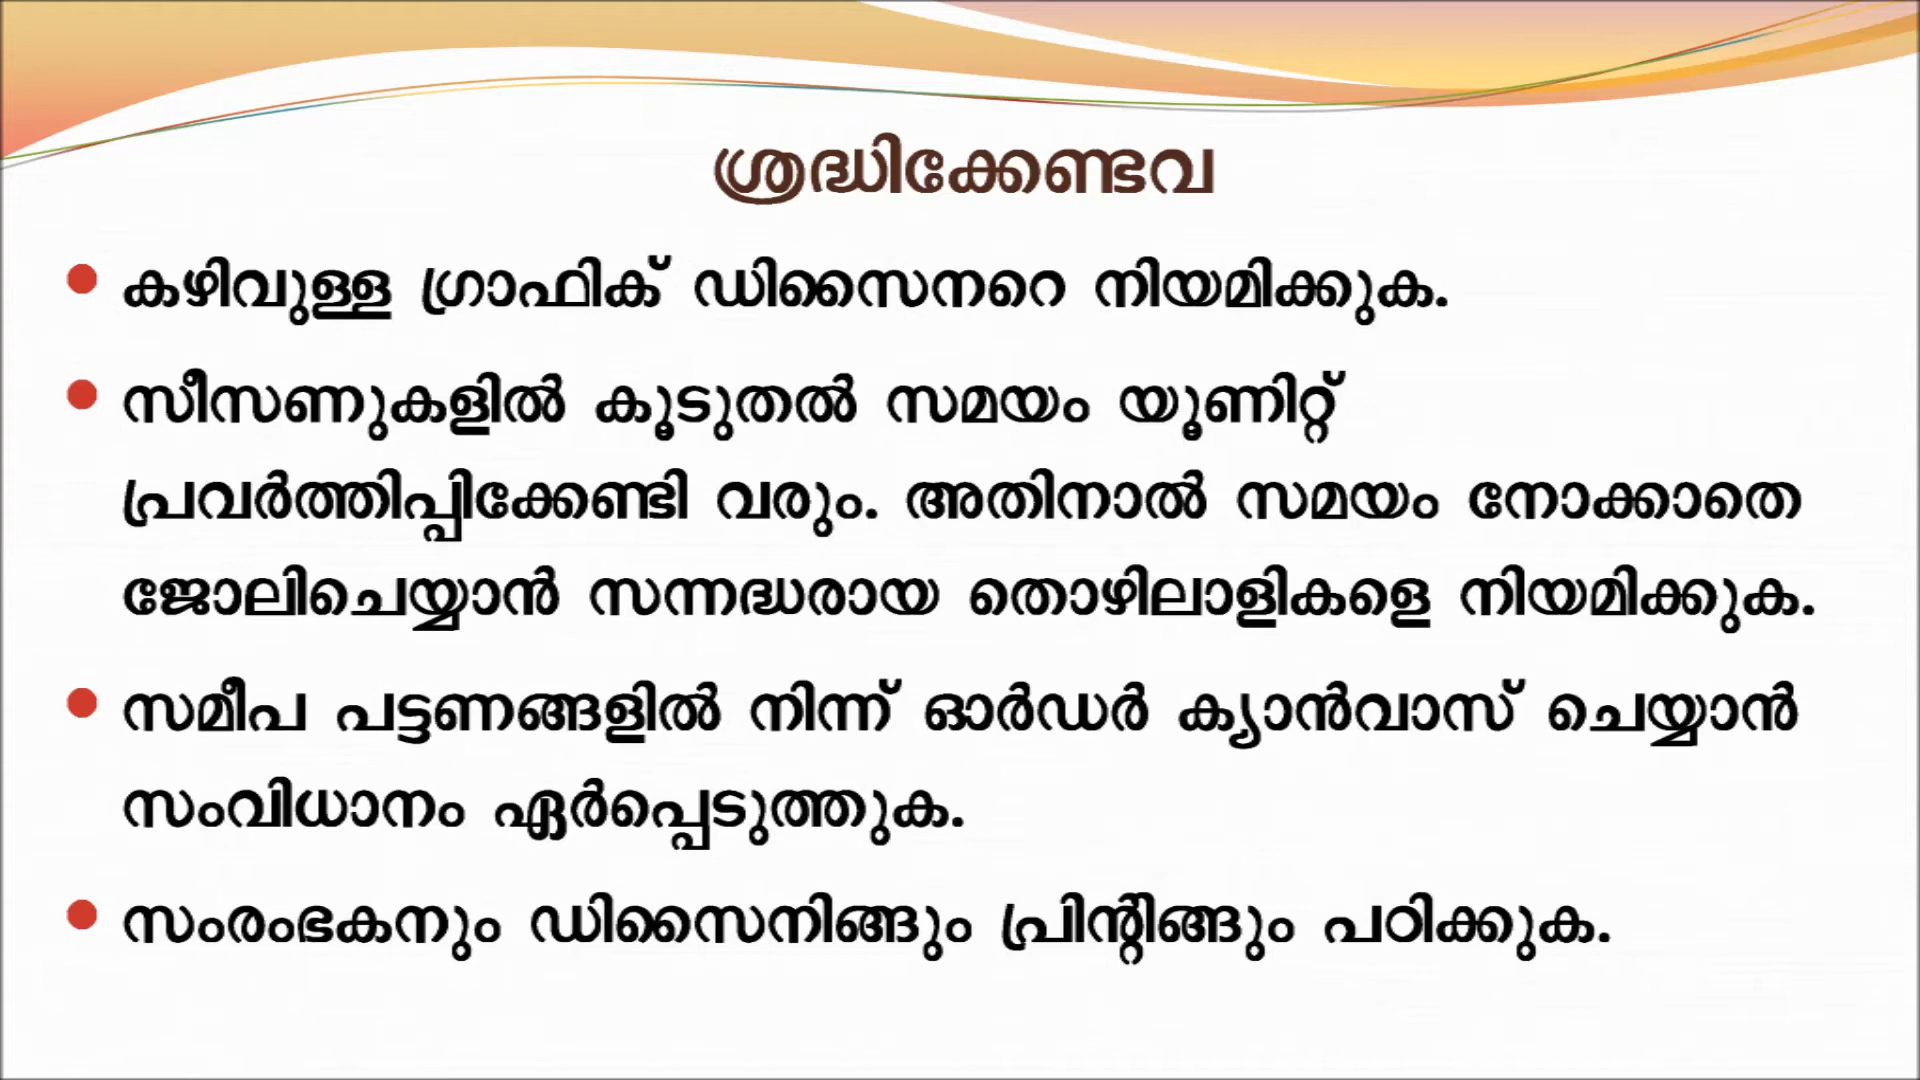 ശ്രദ്ധിക്കേണ്ടവ
കഴിവുള്ള ഗ്രാഫിക് ഡിസൈനറെ നിയമിക്കുക.
സീസണുകളിൽ കൂടുതൽ സമയം യൂണിറ്റ്
പ്രവർത്തിപ്പിക്കേണ്ടി വരും. അതിനാൽ സമയം നോക്കാതെ
ജോലിചെയ്യാൻ സന്നദ്ധരായ തൊഴിലാളികളെ നിയമിക്കുക.
സമീപ പട്ടണങ്ങളിൽ നിന്ന് ഓർഡർ ക്യാൻവാസ് ചെയ്യാൻ
സംവിധാനം ഏർപ്പെടുത്തുക.
സംരംഭകനും ഡിസൈനിങ്ങും പ്രിന്റിങ്ങും പഠിക്കുക.